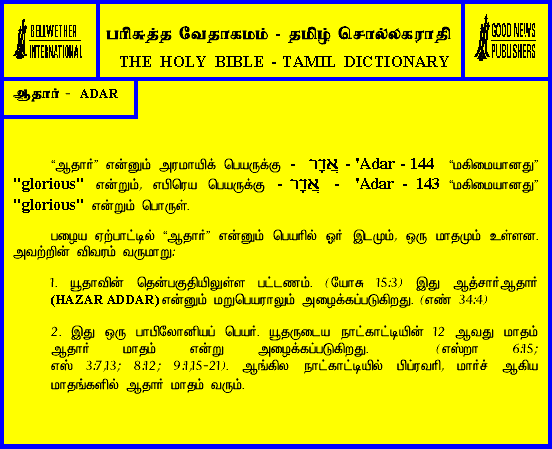 BELLWETHER
INTERNATIONAL
பரிசுத்த வேதாகமம் - தமிழ் சொல்லகராதி
THE HOLY BIBLE - TAMIL DICTIONARY
GOOD NEWS
PUBLISHERS
ஆதார் - ADAR
“ஆதார்” என்னும் அரமாயிக் பெயருக்கு - אֲדָר - 'Adar - 144 “மகிமையானது”
"glorious" என்றும், எபிரெய பெயருக்கு - אֲדָר - 'Adar - 143 “மகிமையானது”
"glorious" என்றும் பொருள்.
பழைய ஏற்பாட்டில் “ஆதார்” என்னும் பெயரில் ஓர் இடமும், ஒரு மாதமும் உள்ளன.
அவற்றின் விவரம் வருமாறு:
1. யூதாவின் தென்பகுதியிலுள்ள பட்டணம். (யோசு 15:3) இது ஆத்சார்ஆதார்
(HAZAR ADDAR) என்னும் மறுபெயராலும் அழைக்கப்படுகிறது. (எண் 34:4)
2. இது ஒரு பாபிலோனியப் பெயர். யூதருடைய நாட்காட்டியின் 12 ஆவது மாதம்
ஆதார் மாதம் என்று அழைக்கப்படுகிறது. (எஸ்றா 6:15;
எஸ் 3:7,13; 8:12; 9:1,15-21). ஆங்கில நாட்காட்டியில் பிப்ரவரி, மார்ச் ஆகிய
மாதங்களில் ஆதார் மாதம் வரும்.